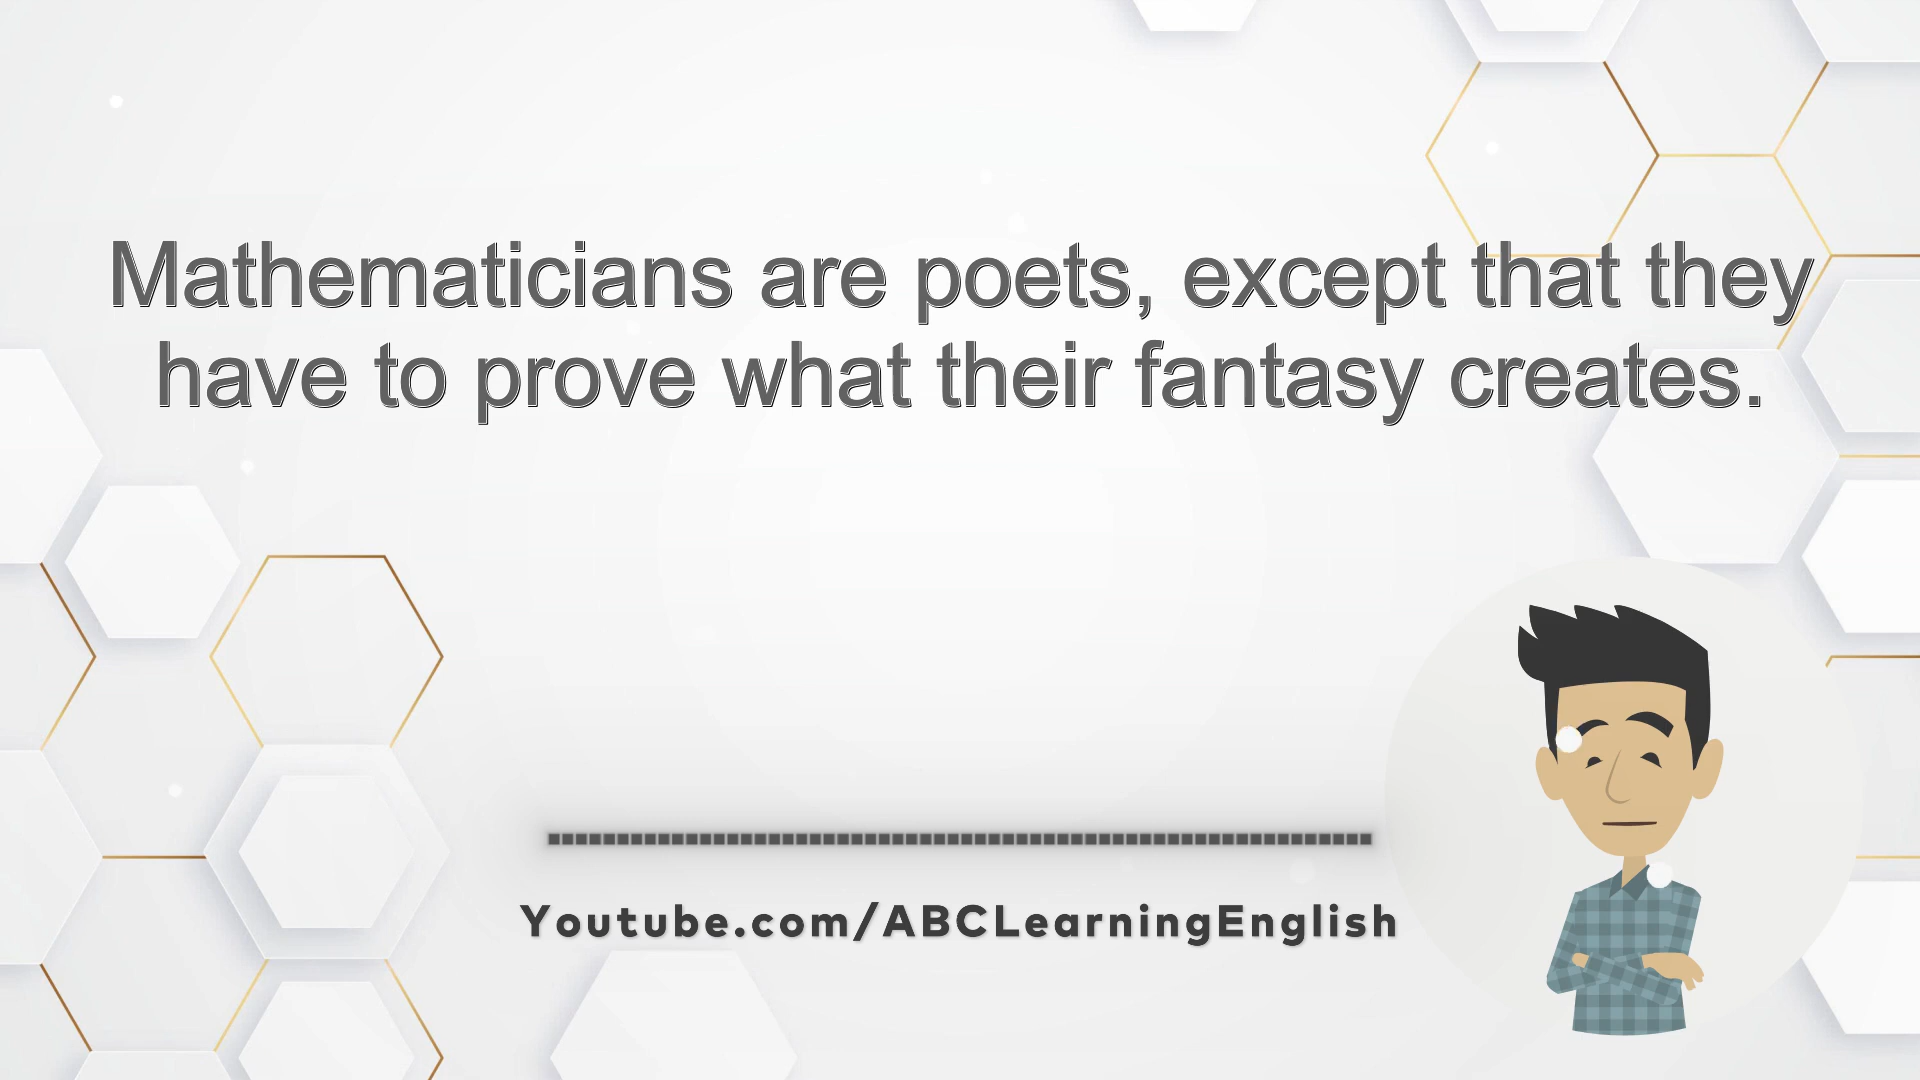 Mathematicians are poets, except that they
have to prove what their fantasy creates.
Youtube.com/ABCLearningEnglish